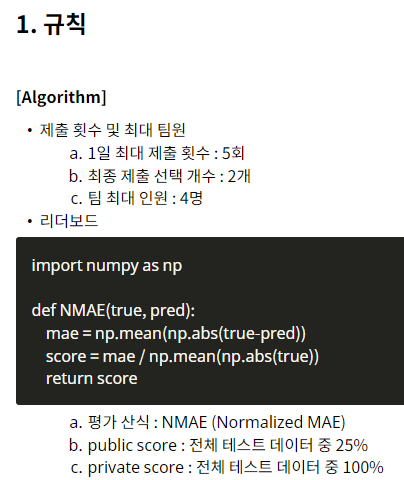 1. 규칙
[Algorithm]
• 제출 횟수 및 최대 팀원
a. 1일 최대 제출 횟수 : 5회
b. 최종 제출 선택 개수 : 2개
c. 팀 최대 인원 : 4명
• 리더보드
import numpy as np
def NMAE(true, pred):
    mae = np.mean(np.abs(true-pred))
    score = mae / np.mean(np.abs(true))
    return score
a. 평가 산식 : NMAE (Normalized MAE)
b. public score : 전체 테스트 데이터 중 25%
c. private score : 전체 테스트 데이터 중 100%